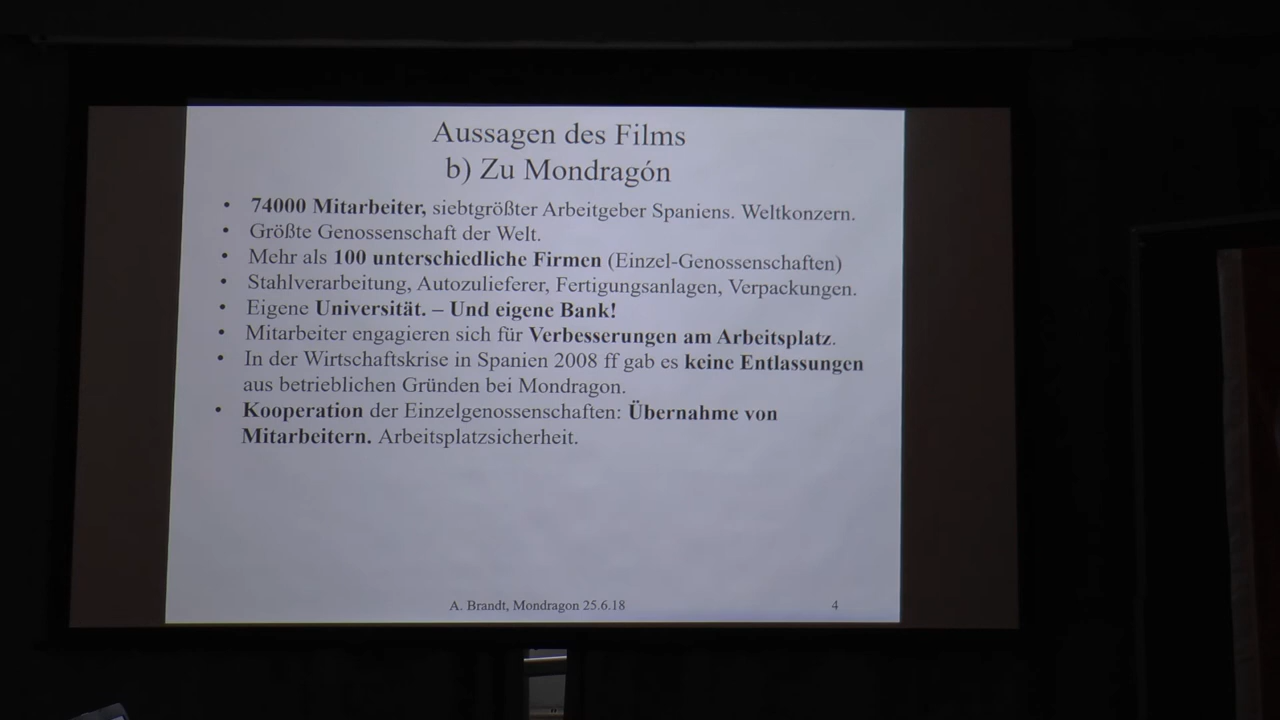 Aussagen des Films
b) Zu Mondragón
• 74000 Mitarbeiter, siebtgrößter Arbeitgeber Spaniens. Weltkonzern.
• Größte Genossenschaft der Welt.
• Mehr als 100 unterschiedliche Firmen (Einzel-Genossenschaften)
• Stahlverarbeitung, Autozulieferer, Fertigungsanlagen, Verpackungen.
• Eigene Universität. – Und eigene Bank!
• Mitarbeiter engagieren sich für Verbesserungen am Arbeitsplatz.
• In der Wirtschaftskrise in Spanien 2008 ff gab es keine Entlassungen
aus betrieblichen Gründen bei Mondragon.
• Kooperation der Einzelgenossenschaften: Übernahme von
Mitarbeitern. Arbeitsplatzsicherheit.
A. Brandt, Mondragon 25.6.18 4